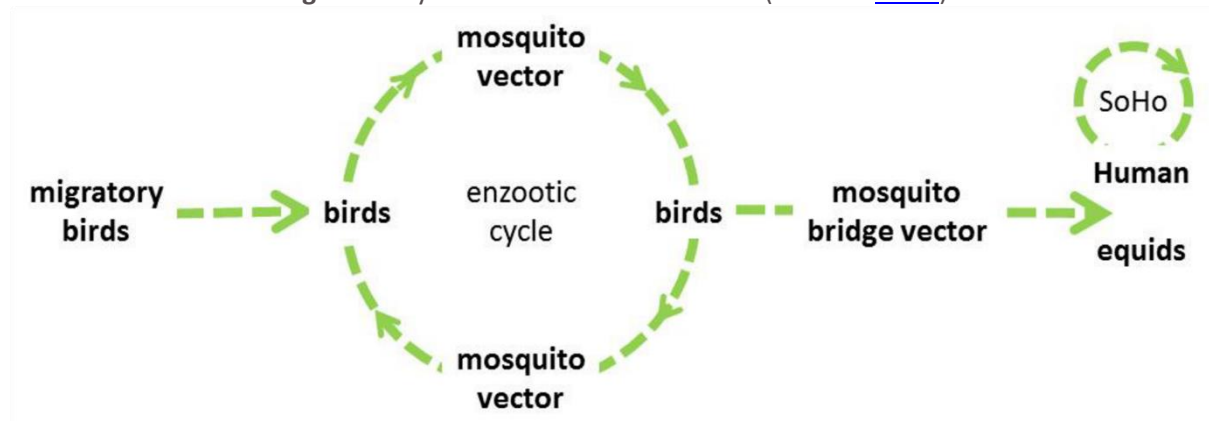 mosquito
vector
SoHo
Human
migratory
birds
birds
enzootic
cycle
birds
mosquito
bridge vector
equids
mosquito
vector